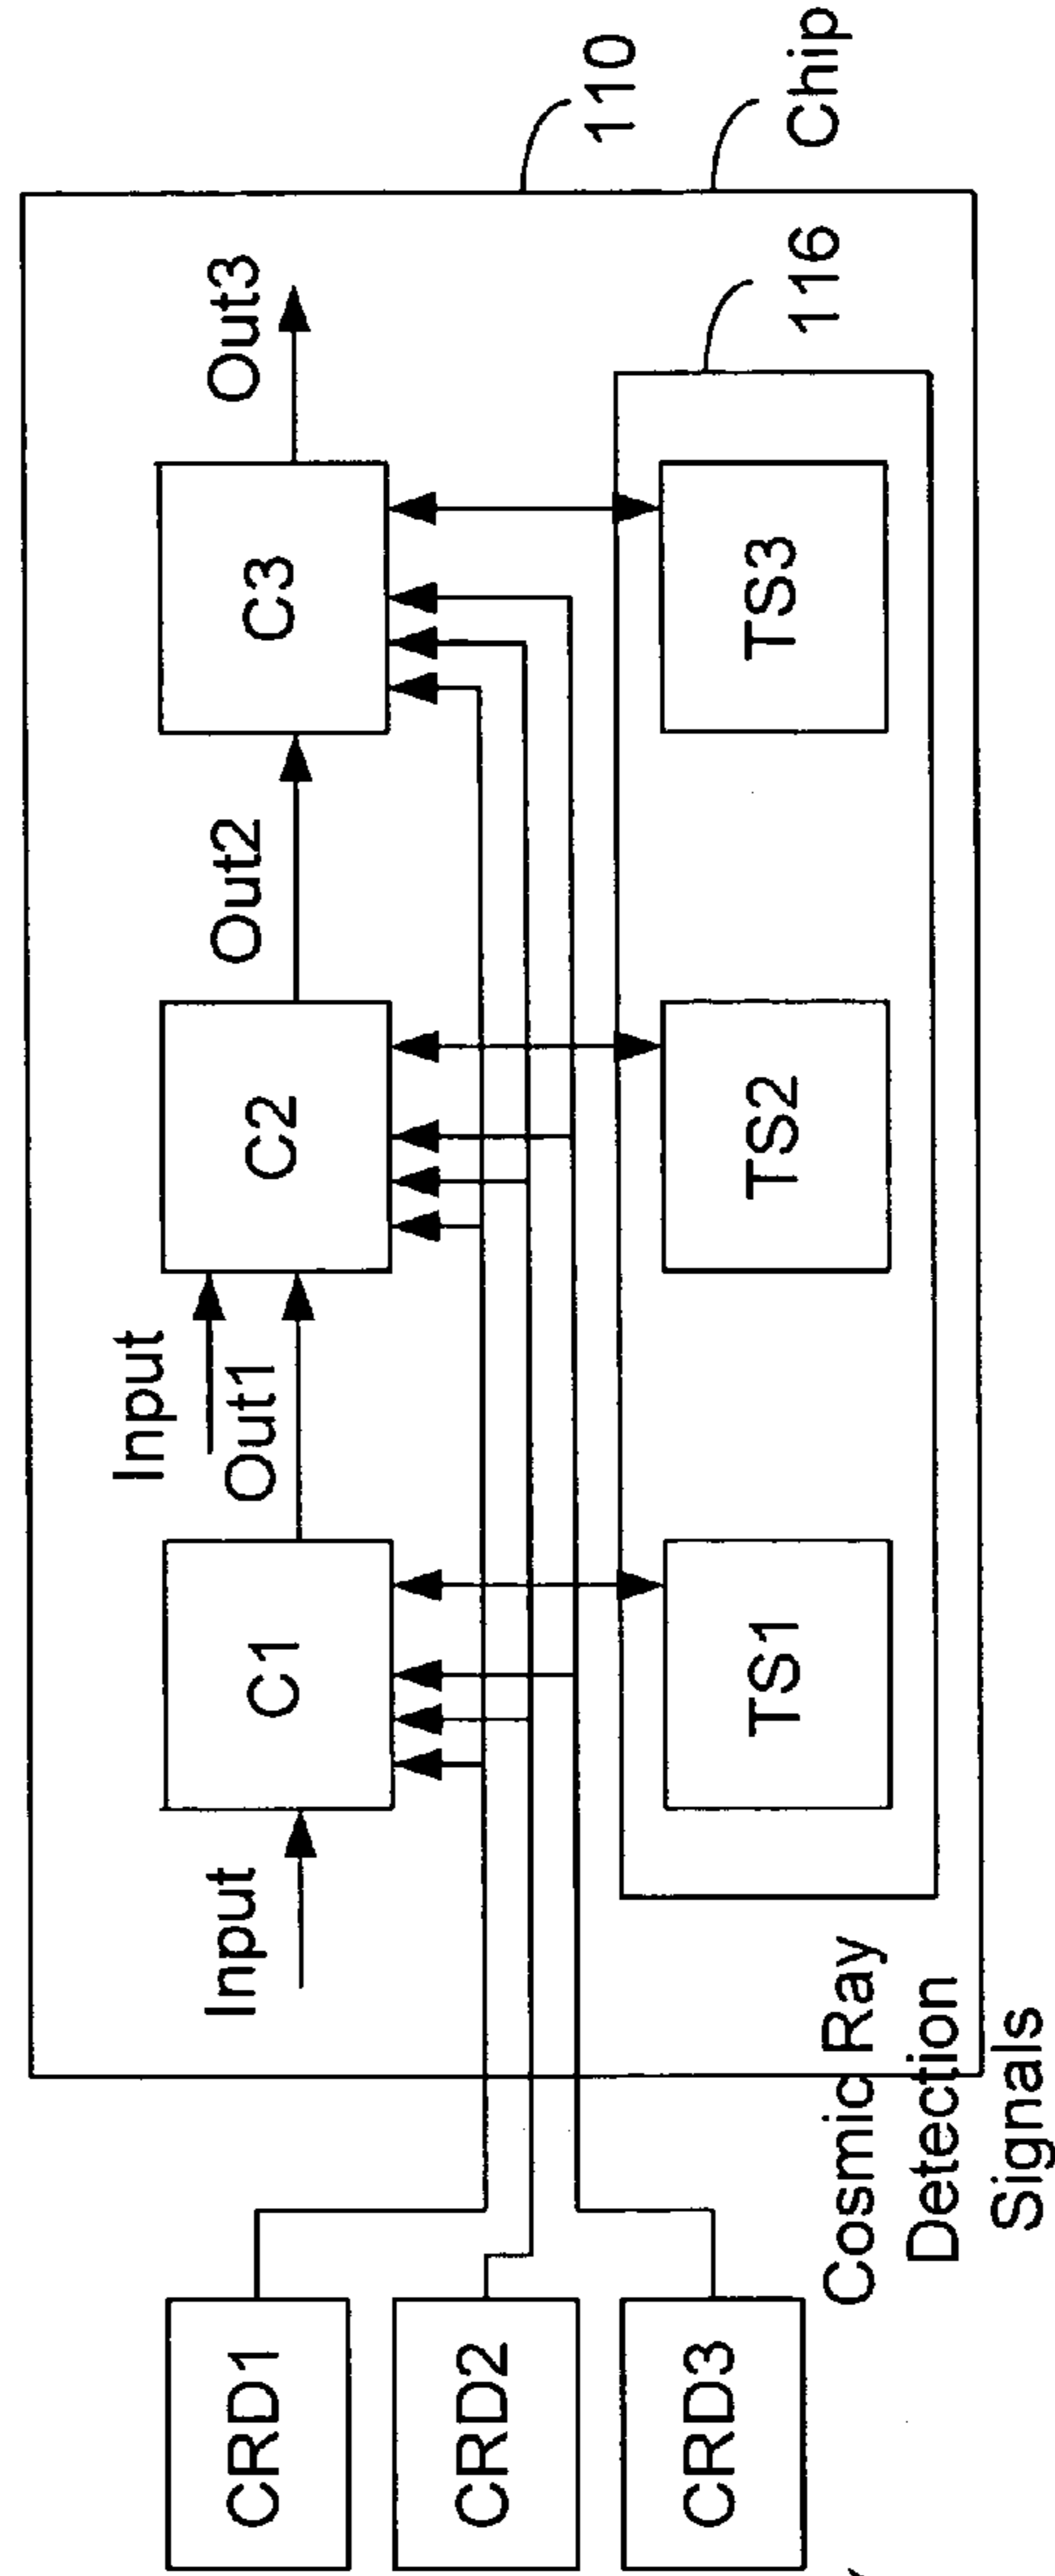 110
Chip
Input
Out3
C1
Out1
C2
Out2
C3
Input
116
TS1
TS2
TS3
CRD1
CRD2
CRD3
Cosmic Ray
Detection
Signals